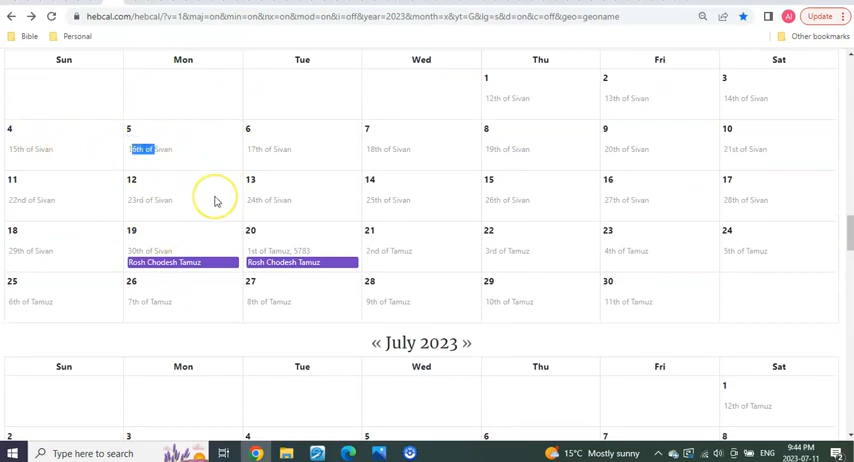 hebcal.com/hebcal/?v=1&maj=on&min=on&nx=on&mod=on&i=off&year=2023&month=x&yt=G&lg=s&d=on&c=off&geo=geoname
AI
Update
Bible
Personal
Other bookmarks
Sun Mon Tue Wed Thu Fri Sat
1 2 3
12th of Sivan 13th of Sivan 14th of Sivan
4 5 6 7 8 9 10
15th of Sivan 16th of Sivan 17th of Sivan 18th of Sivan 19th of Sivan 20th of Sivan 21st of Sivan
11 12 13 14 15 16 17
22nd of Sivan 23rd of Sivan 24th of Sivan 25th of Sivan 26th of Sivan 27th of Sivan 28th of Sivan
18 19 20 21 22 23 24
29th of Sivan 30th of Sivan 1st of Tamuz, 5783 2nd of Tamuz 3rd of Tamuz 4th of Tamuz 5th of Tamuz
Rosh Chodesh Tamuz Rosh Chodesh Tamuz
25 26 27 28 29 30
6th of Tamuz 7th of Tamuz 8th of Tamuz 9th of Tamuz 10th of Tamuz 11th of Tamuz
« July 2023 »
Sun Mon Tue Wed Thu Fri Sat
1
12th of Tamuz
2 3 4 5 6 7 8
Type here to search
15°C Mostly sunny
ENG
9:44 PM
2023-07-11
2